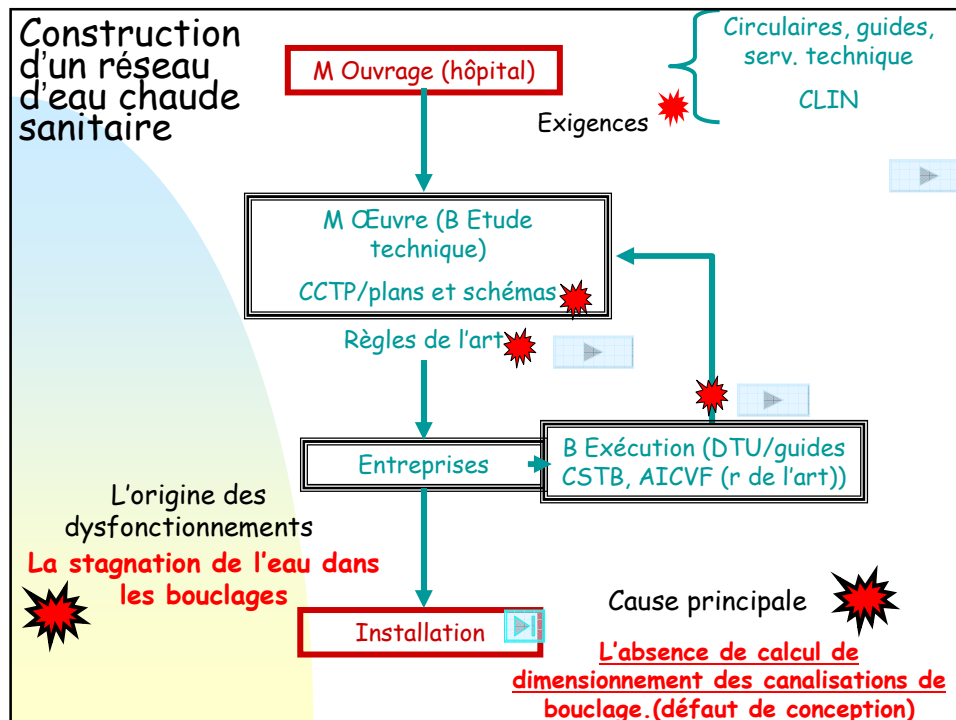 Construction
d'un réseau
d'eau chaude
sanitaire
M Ouvrage (hôpital)
Circulaires, guides,
serv. technique
CLIN
Exigences
M Œuvre (B Etude
technique)
CCTP/plans et schémas
Règles de l'art
Entreprises
B Exécution (DTU/guides
CSTB, AICVF (r de l'art))
L'origine des
dysfonctionnements
La stagnation de l'eau dans
les bouclages
Installation
Cause principale
L'absence de calcul de
dimensionnement des canalisations de
bouclage.(défaut de conception)